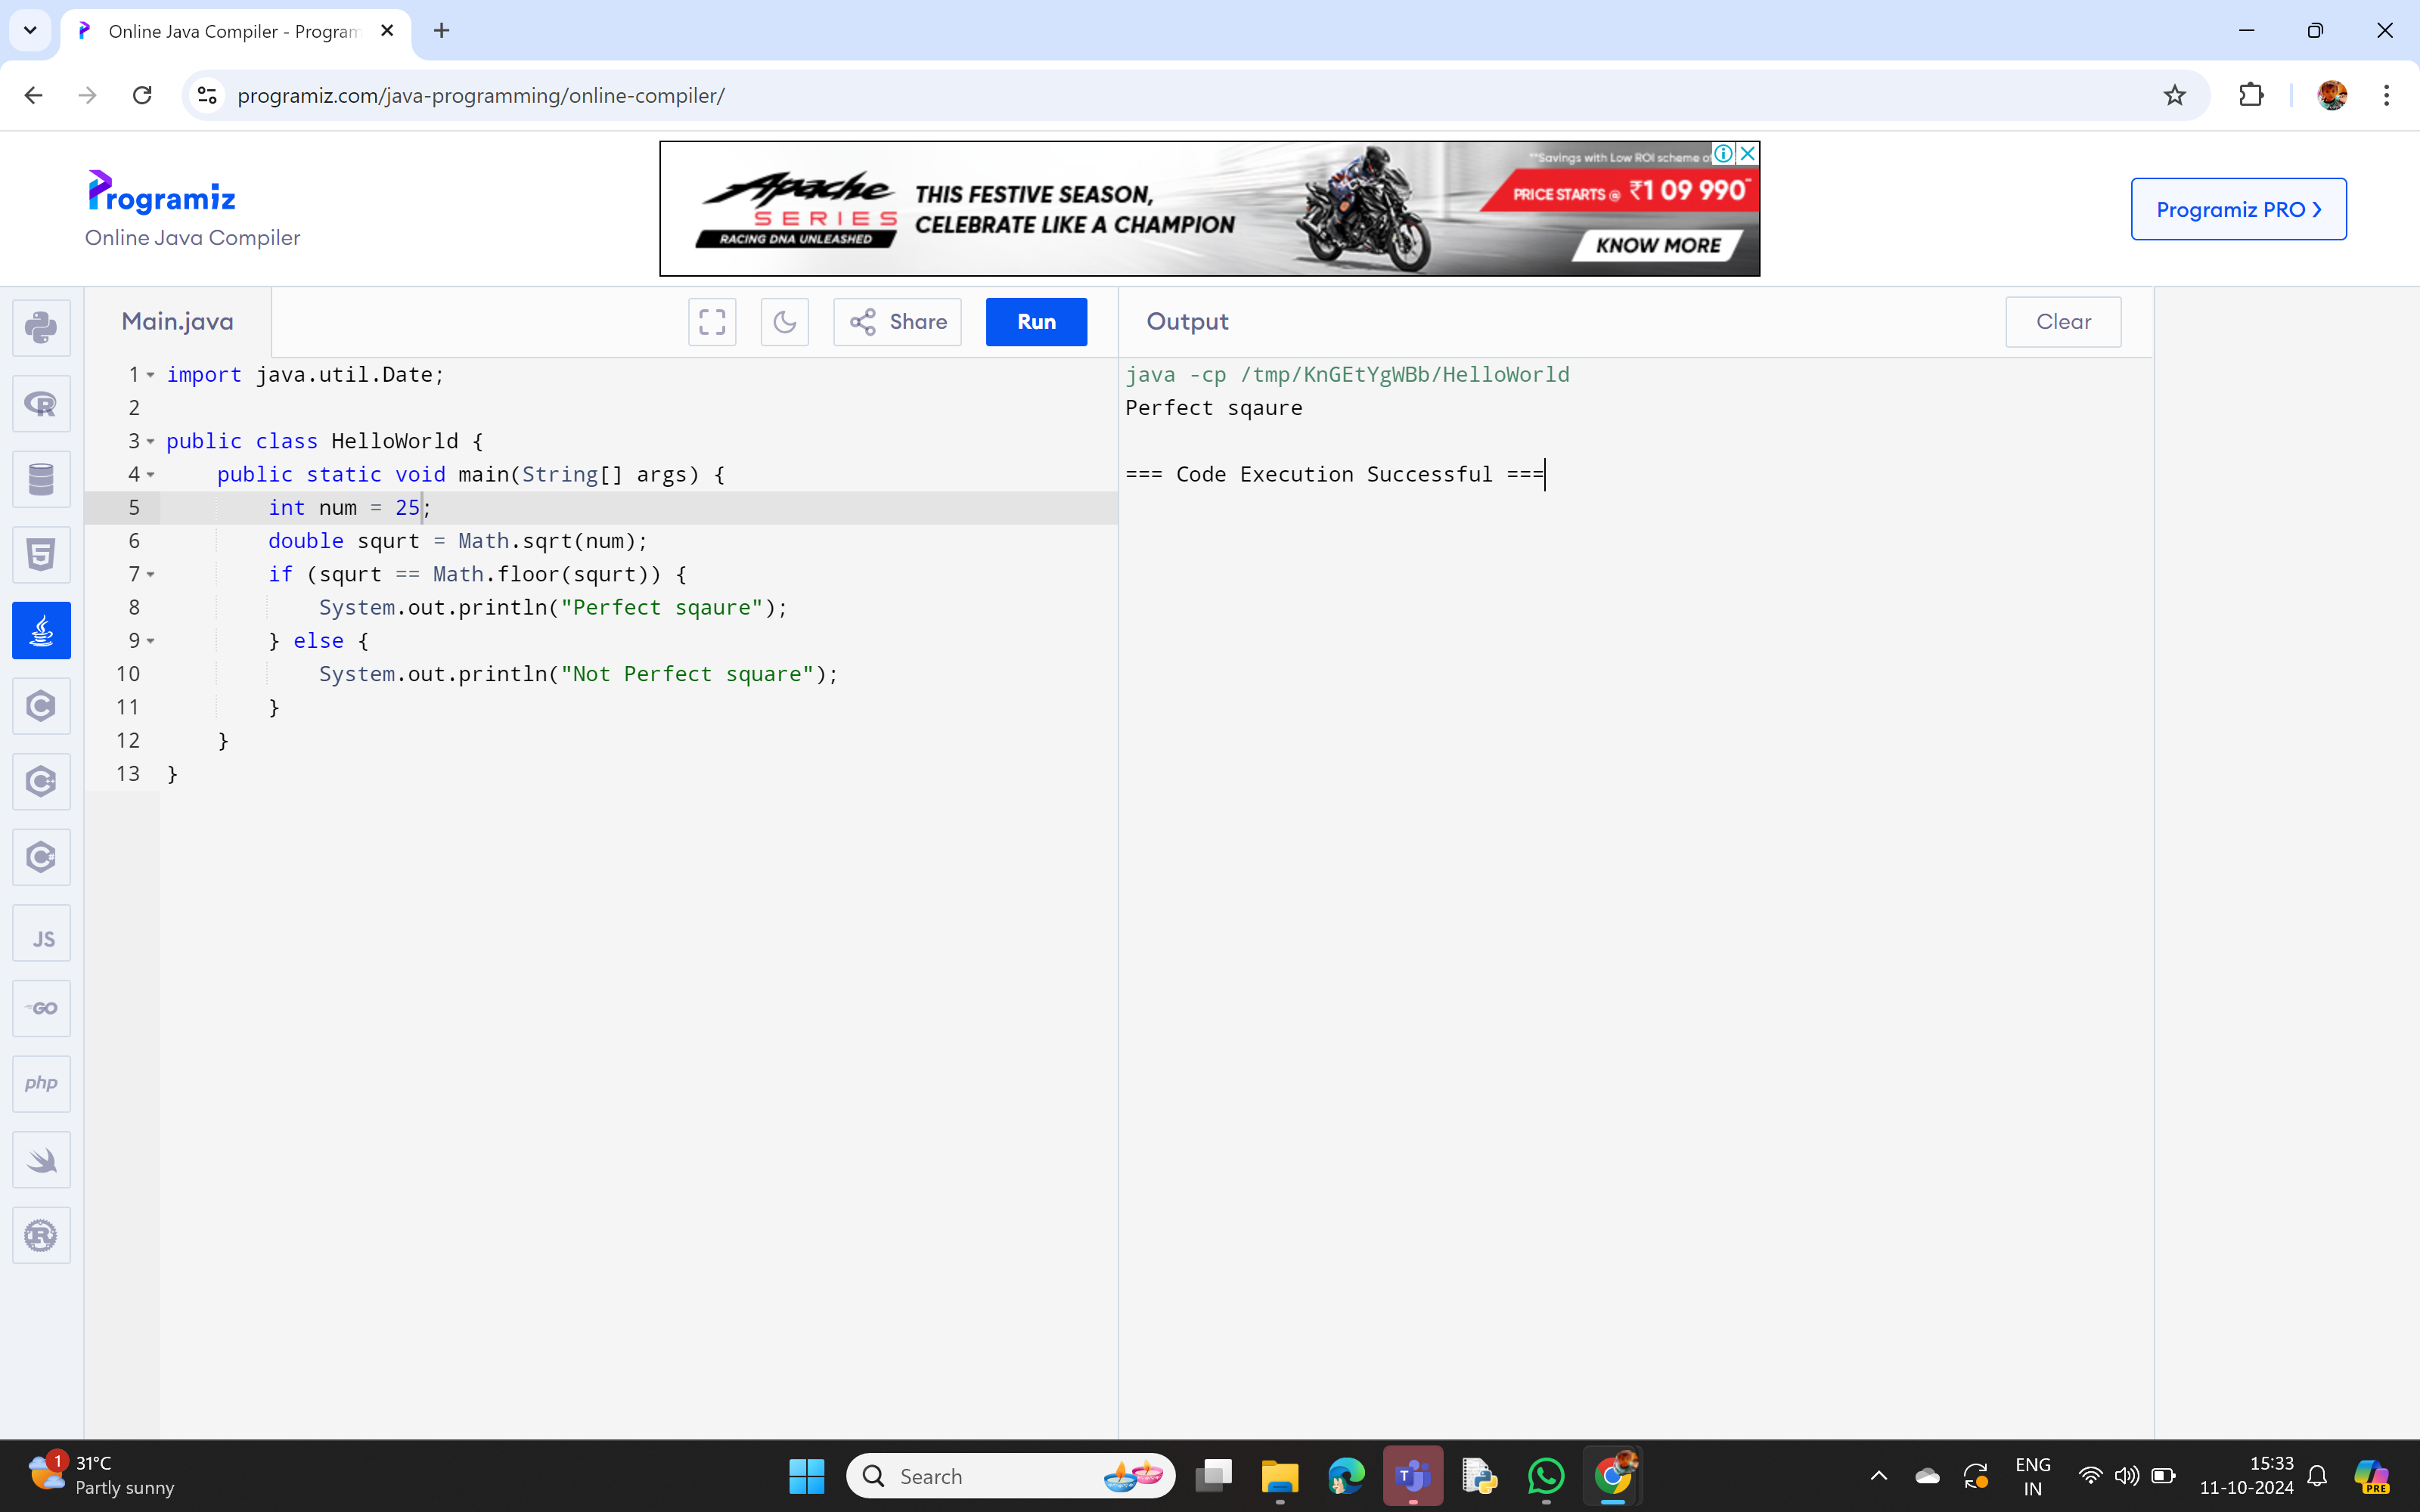 Online Java Compiler - Program
programiz.com/java-programming/online-compiler/
Programiz
Online Java Compiler
Apache
SERIES
RACING DNA UNLEASHED
THIS FESTIVE SEASON,
CELEBRATE LIKE A CHAMPION
**Savings with Low ROI scheme
PRICE STARTS @ ₹1 09 990
KNOW MORE
Programiz PRO ›
Main.java
Share
Run
Output
Clear
1 import java.util.Date;
2
3 public class HelloWorld {
4 public static void main(String[] args) {
5 int num = 25;
6 double squrt = Math.sqrt(num);
7 if (squrt == Math.floor(squrt)) {
8 System.out.println("Perfect sqaure");
9 } else {
10 System.out.println("Not Perfect square");
11 }
12 }
13 }
java -cp /tmp/KnGEtYgWBb/HelloWorld
Perfect sqaure
=== Code Execution Successful ===
R
5
C
C
C
JS
GO
php
R
1
31°C
Partly sunny
Search
T
ENG
IN
15:33
11-10-2024
PRE